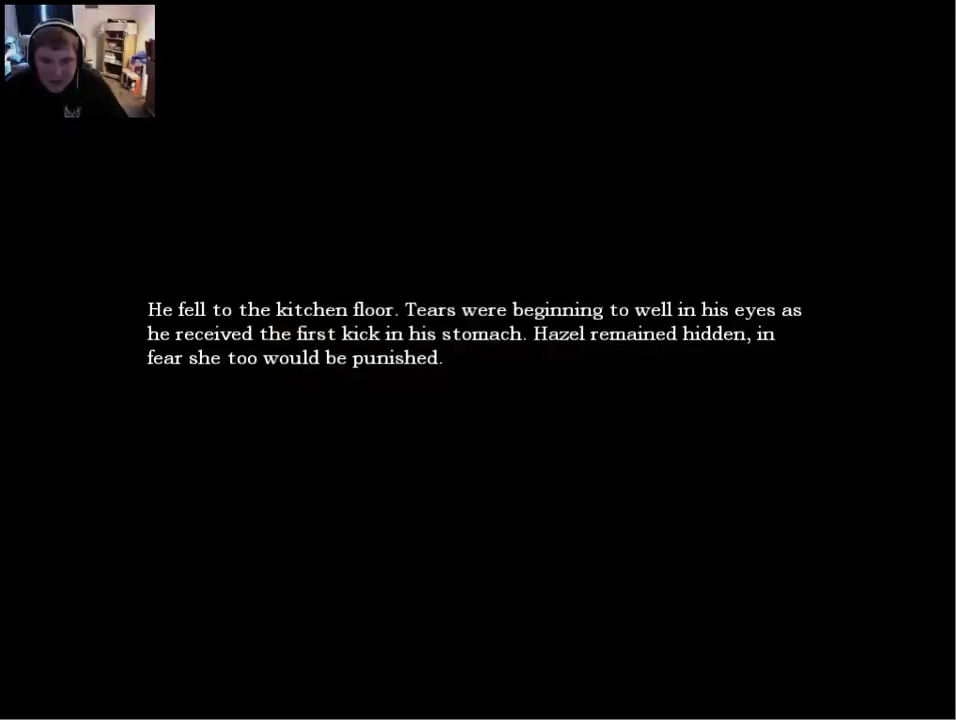 He fell to the kitchen floor. Tears were beginning to well in his eyes as
he received the first kick in his stomach. Hazel remained hidden, in
fear she too would be punished.